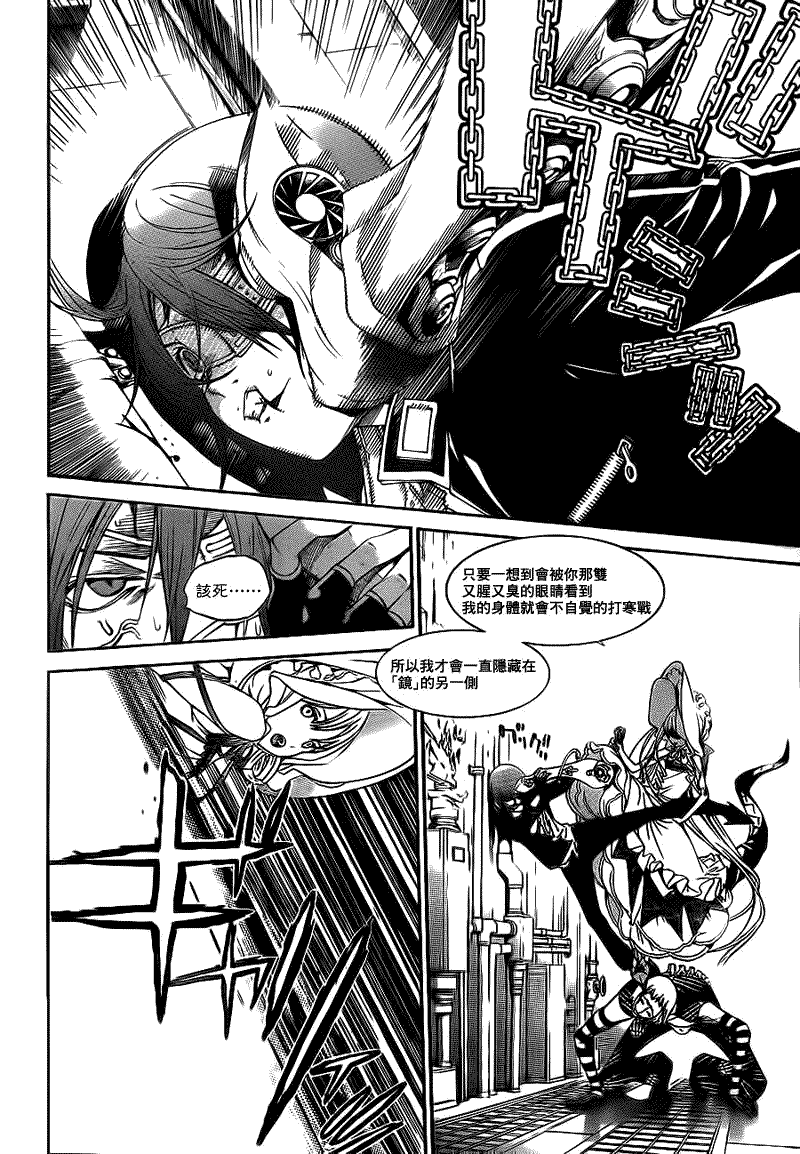 只要一想到會被你那雙
又腥又臭的眼睛看到
我的身體就會不自覺的打寒戰
所以我才會一直隱藏在
「鏡」的另一側
該死……